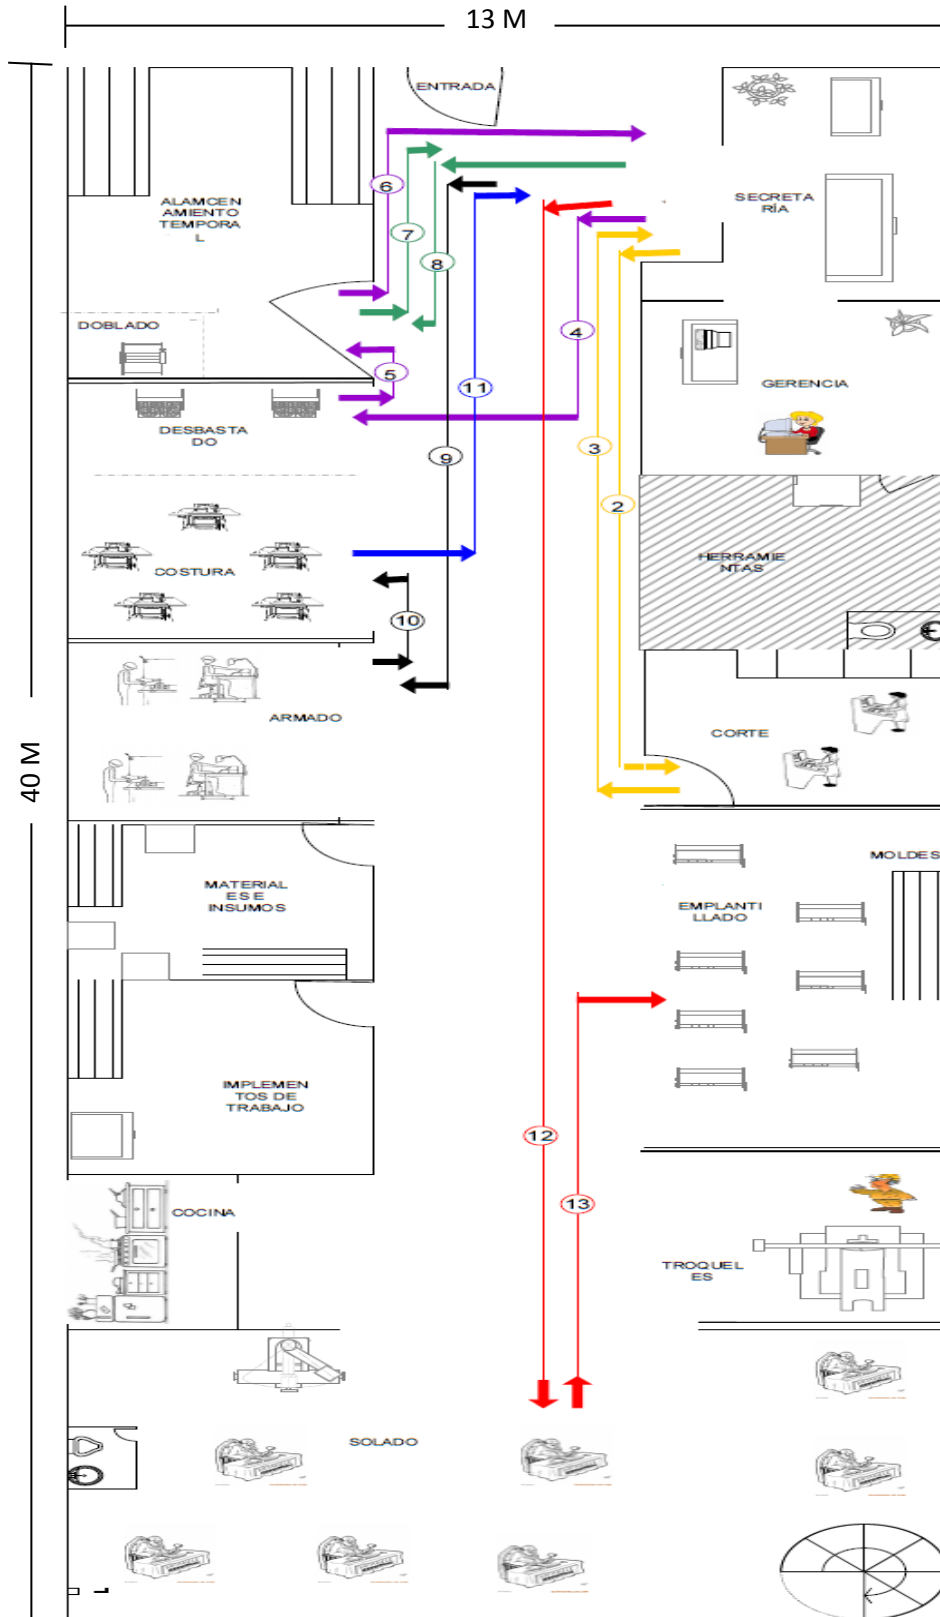 13 M
ENTRADA
6
ALAMCEN
AMIENTO
TEMPORA
L
SECRETA
RÍA
7
8
DOBLADO
4
5
11
GERENCIA
DESBASTA
DO
3
9
2
HERRAMIE
NTAS
COSTURA
10
ARMADO
CORTE
40 M
MOLDES
MATERIAL
ES E
INSUMOS
EMPLANTI
LLADO
IMPLEMEN
TOS DE
TRABAJO
12
13
COCINA
TROQUEL
ES
SOLADO
L